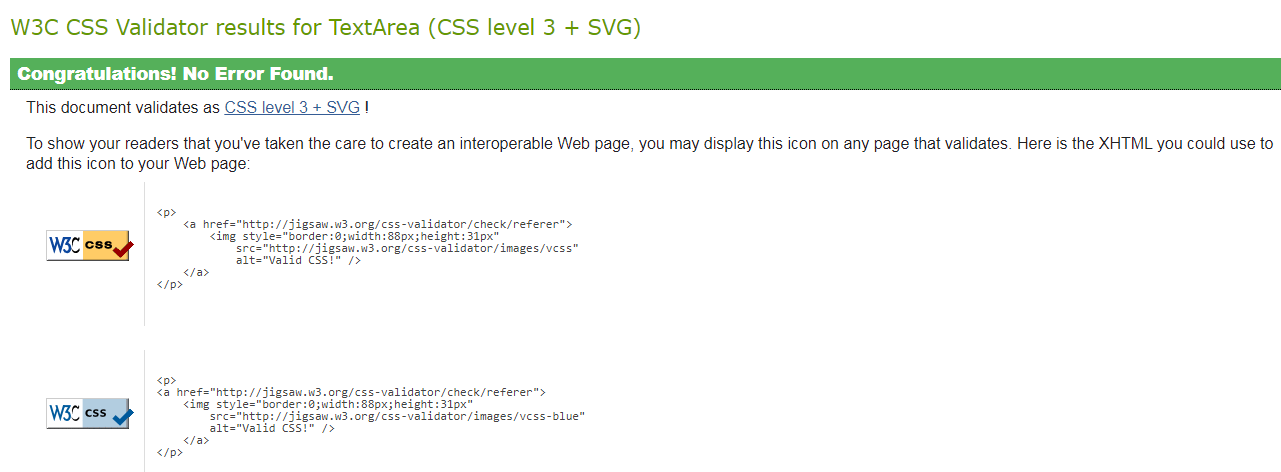 W3C CSS Validator results for TextArea (CSS level 3 + SVG)
Congratulations! No Error Found.
This document validates as CSS level 3 + SVG !
To show your readers that you've taken the care to create an interoperable Web page, you may display this icon on any page that validates. Here is the XHTML you could use to
add this icon to your Web page:
W3C css
<p>
    <a href="http://jigsaw.w3.org/css-validator/check/referer">
        <img style="border:0;width:88px;height:31px"
            src="http://jigsaw.w3.org/css-validator/images/vcss"
            alt="Valid CSS!" />
    </a>
</p>
W3C css
<p>
<a href="http://jigsaw.w3.org/css-validator/check/referer">
    <img style="border:0;width:88px;height:31px"
        src="http://jigsaw.w3.org/css-validator/images/vcss-blue"
        alt="Valid CSS!" />
    </a>
</p>